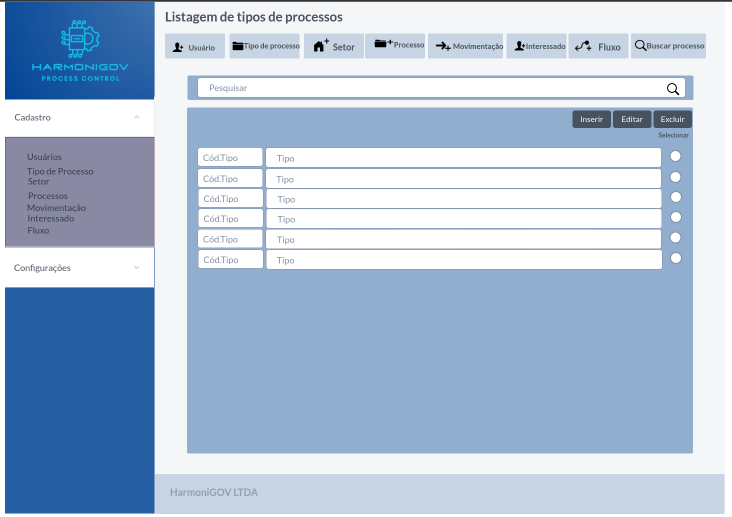 HARMONIGOV
PROCESS CONTROL
Cadastro
Usuários
Tipo de Processo
Setor
Processos
Movimentação
Interessado
Fluxo
Configurações
Listagem de tipos de processos
Usuário
Tipo de processo
Setor
Processo
Movimentação
Interessado
Fluxo
Buscar processo
Pesquisar
Inserir Editar Excluir
Selecionar
Cód.Tipo Tipo
Cód.Tipo Tipo
Cód.Tipo Tipo
Cód.Tipo Tipo
Cód.Tipo Tipo
Cód.Tipo Tipo
HarmoniGOV LTDA